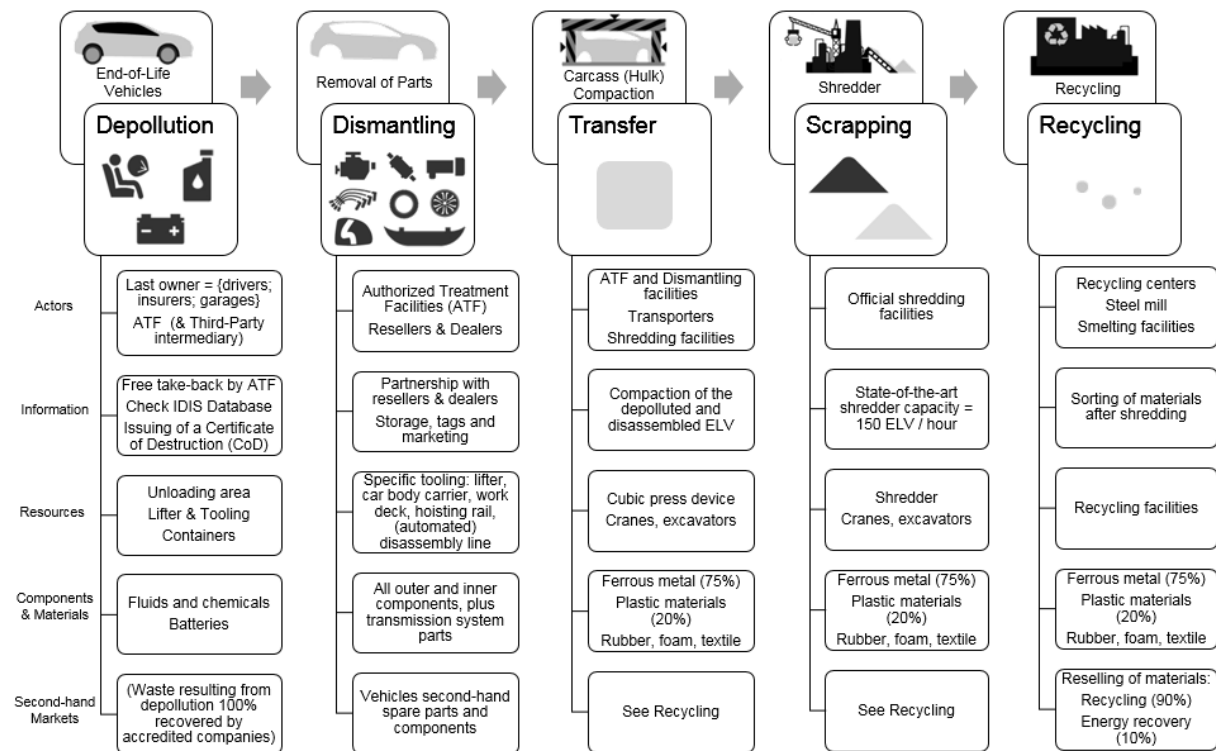 End-of-Life
Vehicles
Depollution
Removal of Parts
Dismantling
Carcass (Hulk)
Compaction
Transfer
Shredder
Scrapping
Recycling
Recycling
Actors
Last owner = {drivers;
insurers; garages}
ATF (& Third-Party
intermediary)
Authorized Treatment
Facilities (ATF)
Resellers & Dealers
ATF and Dismantling
facilities
Transporters
Shredding facilities
Official shredding
facilities
Recycling centers
Steel mill
Smelting facilities
Information
Free take-back by ATF
Check IDIS Database
Issuing of a Certificate
of Destruction (CoD)
Partnership with
resellers & dealers
Storage, tags and
marketing
Compaction of the
depolluted and
disassembled ELV
State-of-the-art
shredder capacity =
150 ELV / hour
Sorting of materials
after shredding
Resources
Unloading area
Lifter & Tooling
Containers
Specific tooling: lifter,
car body carrier, work
deck, hoisting rail,
(automated)
disassembly line
Cubic press device
Cranes, excavators
Shredder
Cranes, excavators
Recycling facilities
Components
& Materials
Fluids and chemicals
Batteries
All outer and inner
components, plus
transmission system
parts
Ferrous metal (75%)
Plastic materials
(20%)
Rubber, foam, textile
Ferrous metal (75%)
Plastic materials
(20%)
Rubber, foam, textile
Ferrous metal (75%)
Plastic materials
(20%)
Rubber, foam, textile
Second-hand
Markets
(Waste resulting from
depollution 100%
recovered by
accredited companies)
Vehicles second-hand
spare parts and
components
See Recycling
See Recycling
Reselling of materials:
Recycling (90%)
Energy recovery
(10%)